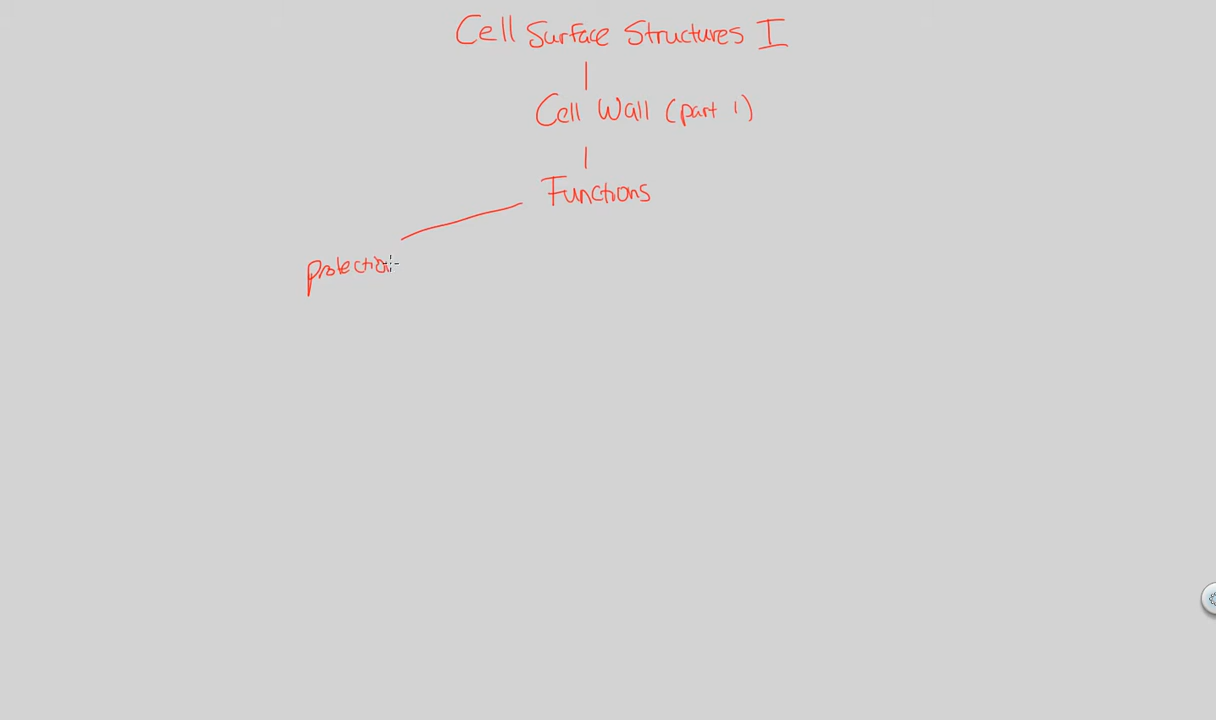 Cell Surface Structures I
Cell Wall (part 1)
Functions
protection